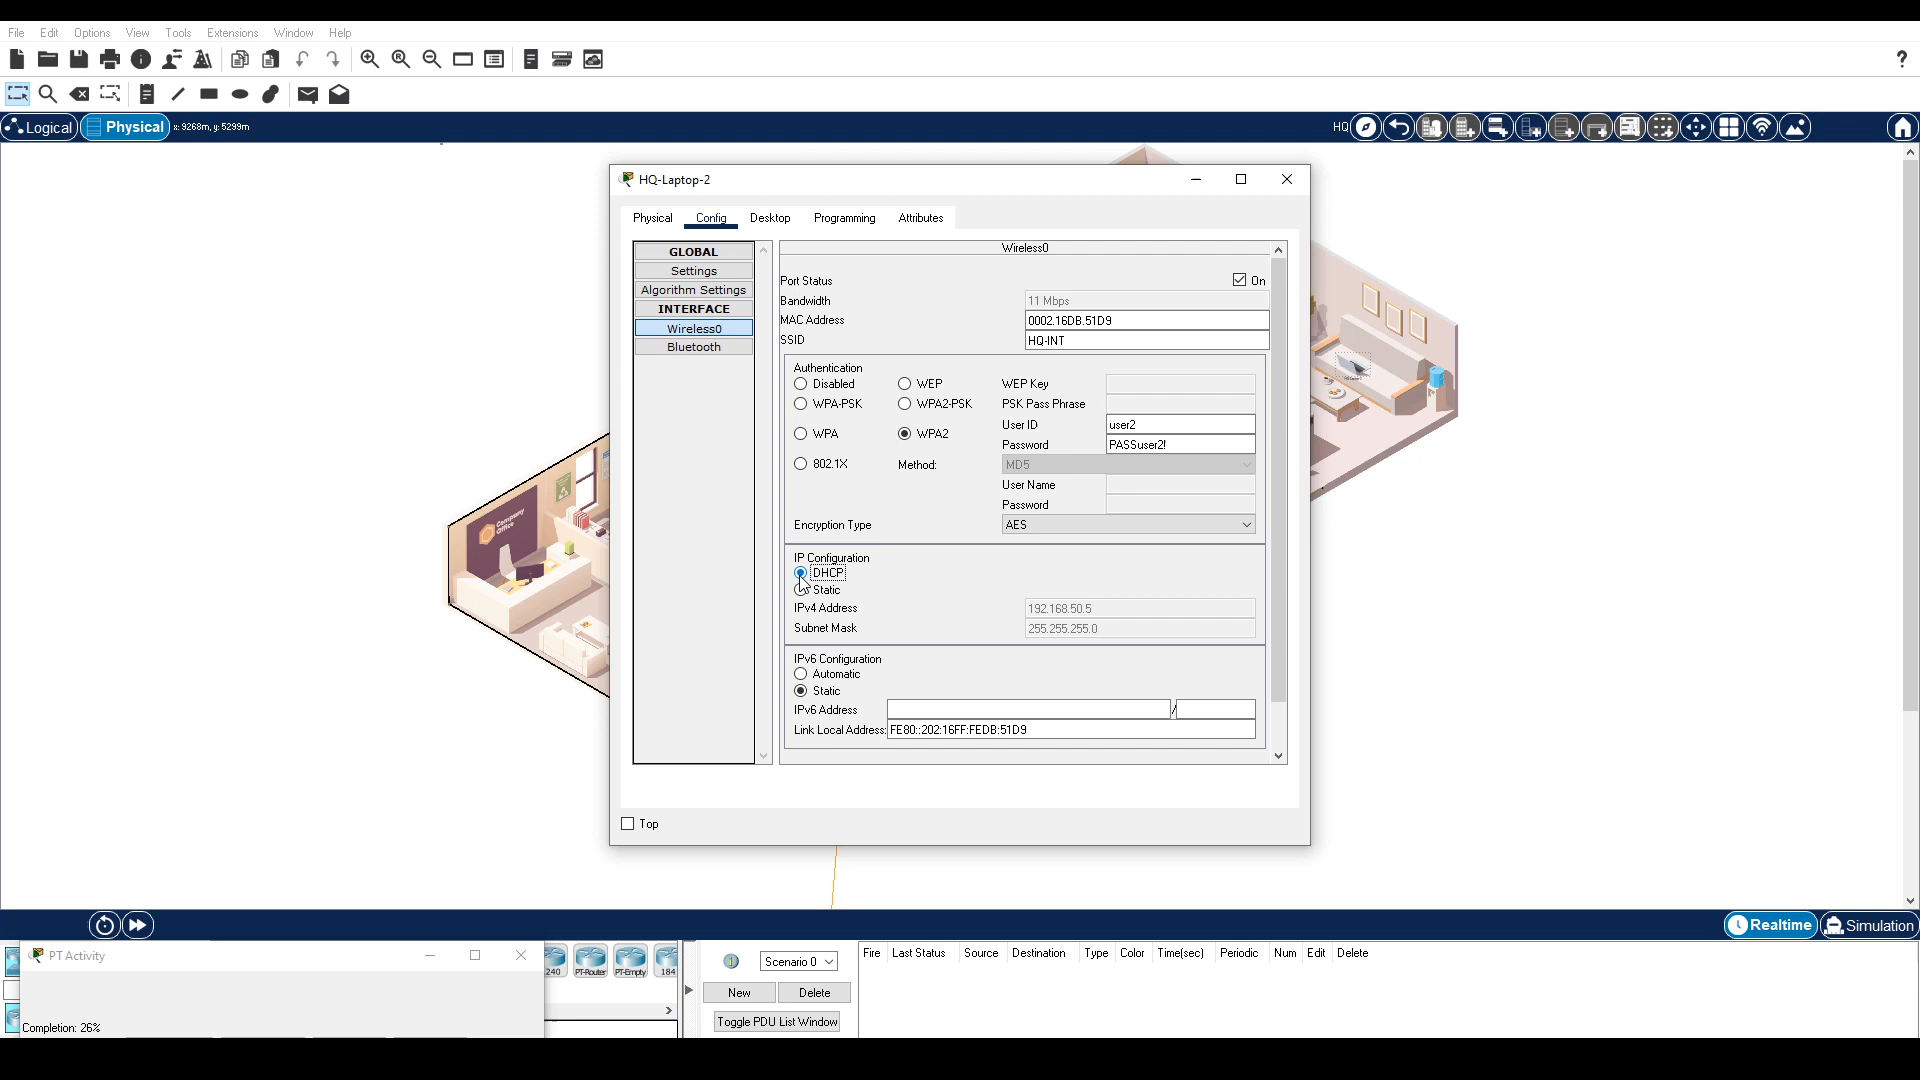 File Edit Options View Tools Extensions Window Help
?
Logical Physical x: 9268m, y: 5299m HQ
HQ-Laptop-2
Physical Config Desktop Programming Attributes
GLOBAL
Settings
Algorithm Settings
INTERFACE
Wireless0
Bluetooth
Wireless0
Port Status On
Bandwidth 11 Mbps
MAC Address 0002.16DB.51D9
SSID HQ-INT
Authentication
Disabled WEP WEP Key
WPA-PSK WPA2-PSK PSK Pass Phrase
User ID user2
WPA WPA2
Password PASSuser2!
802.1X Method: MD5
User Name
Password
Encryption Type AES
IP Configuration
DHCP
Static
IPv4 Address 192.168.50.5
Subnet Mask 255.255.255.0
IPv6 Configuration
Automatic
Static
IPv6 Address /
Link Local Address: FE80::202:16FF:FEDB:51D9
Top
Company
Office
Realtime Simulation
PT Activity
Completion: 26%
240 PT-Router PT-Empty 184
Scenario 0
New Delete
Toggle PDU List Window
Fire Last Status Source Destination Type Color Time(sec) Periodic Num Edit Delete